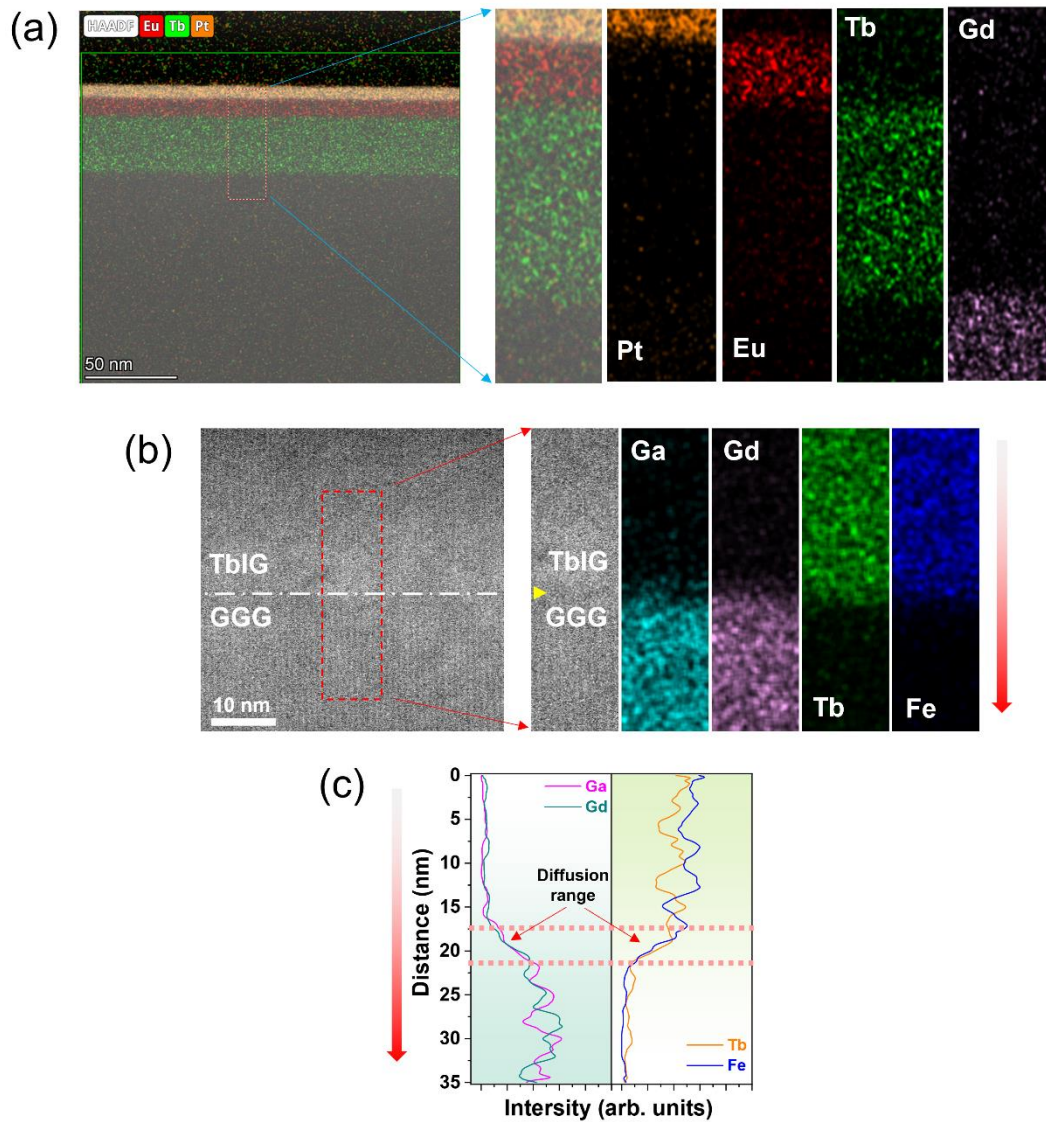 (a)
HAADF Eu Tb Pt
50 nm
Pt
Eu
Tb
Gd
(b)
TbIG
GGG
10 nm
TbIG
GGG
Ga
Gd
Tb
Fe
(c)
0
5
10
15
20
25
30
35
Distance (nm)
Ga
Gd
Diffusion
range
Tb
Fe
Intersity (arb. units)